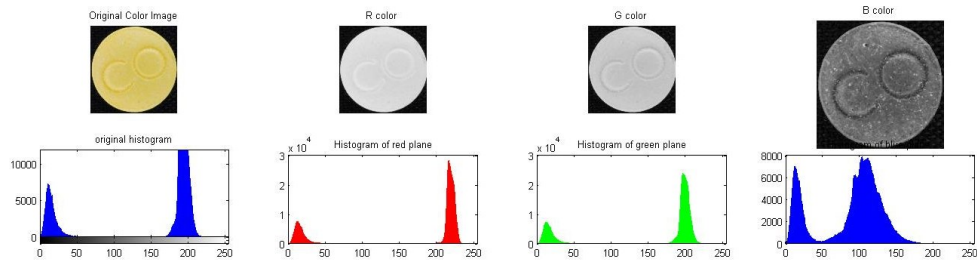 Original Color Image
R color
G color
B color
original histogram
Histogram of red plane
Histogram of green plane
10000
5000
0
0 50 100 150 200 250
x 10^4
3
2
1
0
0 50 100 150 200 250
x 10^4
3
2
1
0
0 50 100 150 200 250
8000
6000
4000
2000
0
0 50 100 150 200 250